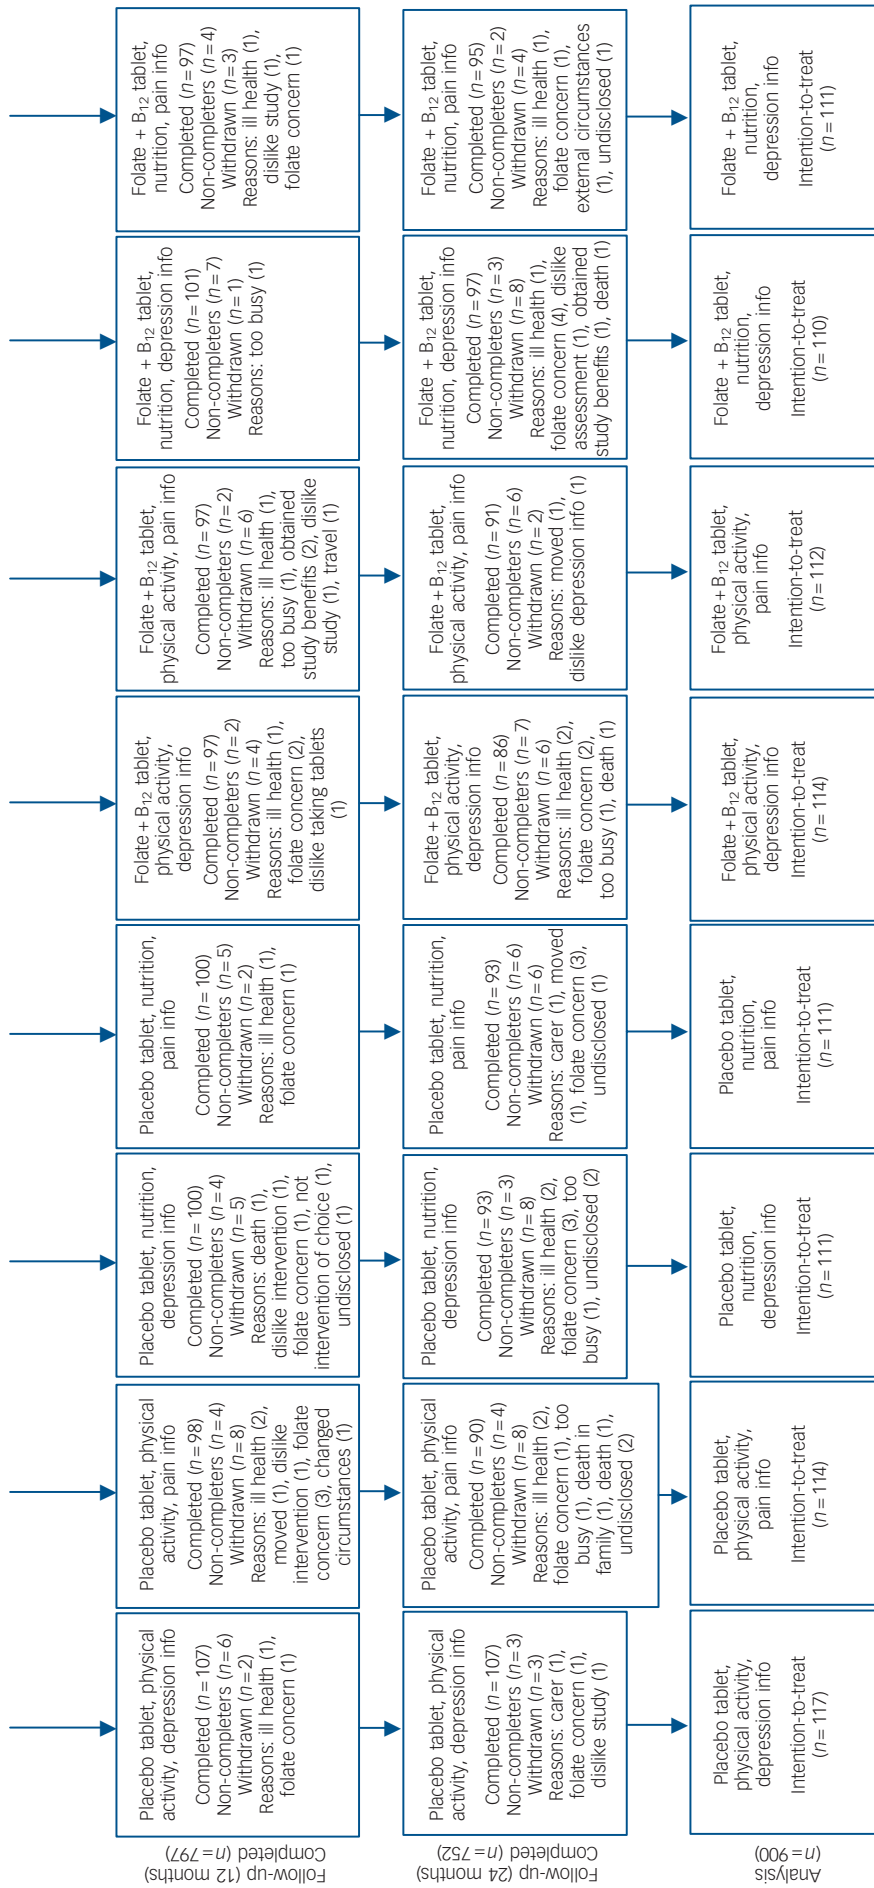 Follow-up (12 months)
Completed (n=797)
Placebo tablet, physical
activity, depression info
Completed (n=107)
Non-completers (n=6)
Withdrawn (n=2)
Reasons: ill health (1),
folate concern (1)
Placebo tablet, physical
activity, pain info
Completed (n=98)
Non-completers (n=4)
Withdrawn (n=8)
Reasons: ill health (2),
moved (1), dislike
intervention (1), folate
concern (3), changed
circumstances (1)
Placebo tablet, nutrition,
depression info
Completed (n=100)
Non-completers (n=4)
Withdrawn (n=5)
Reasons: death (1),
dislike intervention (1),
folate concern (1), not
intervention of choice (1),
undisclosed (1)
Placebo tablet, nutrition,
pain info
Completed (n=100)
Non-completers (n=5)
Withdrawn (n=2)
Reasons: ill health (1),
folate concern (1)
Folate+B12 tablet,
physical activity,
depression info
Completed (n=97)
Non-completers (n=2)
Withdrawn (n=4)
Reasons: ill health (1),
folate concern (2),
dislike taking tablets
(1)
Folate+B12 tablet,
physical activity, pain info
Completed (n=97)
Non-completers (n=2)
Withdrawn (n=6)
Reasons: ill health (1),
too busy (1), obtained
study benefits (2), dislike
study (1), travel (1)
Folate + B12 tablet,
nutrition, depression info
Completed (n=101)
Non-completers (n=7)
Withdrawn (n=1)
Reasons: too busy (1)
Folate + B12 tablet,
nutrition, pain info
Completed (n=97)
Non-completers (n=4)
Withdrawn (n=3)
Reasons: ill health (1),
dislike study (1),
folate concern (1)
Follow-up (24 months)
Completed (n=752)
Placebo tablet, physical
activity, depression info
Completed (n=107)
Non-completers (n=3)
Withdrawn (n=3)
Reasons: carer (1),
folate concern (1),
dislike study (1)
Placebo tablet, physical
activity, pain info
Completed (n=90)
Non-completers (n=4)
Withdrawn (n=8)
Reasons: ill health (2),
folate concern (1), too
busy (1), death in
family (1), death (1),
undisclosed (2)
Placebo tablet, nutrition,
depression info
Completed (n=93)
Non-completers (n=3)
Withdrawn (n=8)
Reasons: ill health (2),
folate concern (3), too
busy (1), undisclosed (2)
Placebo tablet, nutrition,
pain info
Completed (n=93)
Non-completers (n=6)
Withdrawn (n=6)
Reasons: carer (1), moved
(1), folate concern (3),
undisclosed (1)
Folate+B12 tablet,
physical activity,
depression info
Completed (n=86)
Non-completers (n=7)
Withdrawn (n=6)
Reasons: ill health (2),
folate concern (2),
too busy (1), death (1)
Folate+B12 tablet,
physical activity, pain info
Completed (n=91)
Non-completers (n=6)
Withdrawn (n=2)
Reasons: moved (1),
dislike depression info (1)
Folate + B12 tablet,
nutrition, depression info
Completed (n=97)
Non-completers (n=3)
Withdrawn (n=8)
Reasons: ill health (1),
folate concern (4), dislike
assessment (1), obtained
study benefits (1), death (1)
Folate + B12 tablet,
nutrition, pain info
Completed (n=95)
Non-completers (n=2)
Withdrawn (n=4)
Reasons: ill health (1),
folate concern (1),
external circumstances
(1), undisclosed (1)
Analysis
(n=900)
Placebo tablet,
physical activity,
depression info
Intention-to-treat
(n=117)
Placebo tablet,
physical activity,
pain info
Intention-to-treat
(n=114)
Placebo tablet,
nutrition,
depression info
Intention-to-treat
(n=111)
Placebo tablet,
nutrition,
pain info
Intention-to-treat
(n=111)
Folate+B12 tablet,
physical activity,
depression info
Intention-to-treat
(n=114)
Folate+B12 tablet,
physical activity,
pain info
Intention-to-treat
(n=112)
Folate + B12 tablet,
nutrition,
depression info
Intention-to-treat
(n=110)
Folate + B12 tablet,
nutrition,
depression info
Intention-to-treat
(n=111)